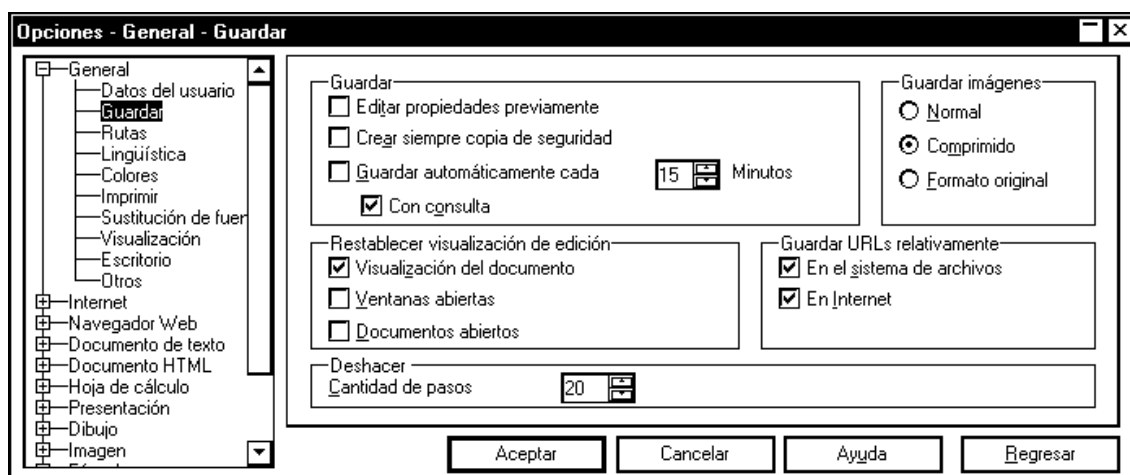 Opciones - General - Guardar
General
Datos del usuario
Guardar
Rutas
Lingüística
Colores
Imprimir
Sustitución de fuer
Visualización
Escritorio
Otros
Internet
Navegador Web
Documento de texto
Documento HTML
Hoja de cálculo
Presentación
Dibujo
Imagen
Guardar
Editar propiedades previamente
Crear siempre copia de seguridad
Guardar automáticamente cada 15 Minutos
Con consulta
Guardar imágenes
Normal
Comprimido
Formato original
Restablecer visualización de edición
Visualización del documento
Ventanas abiertas
Documentos abiertos
Guardar URLs relativamente
En el sistema de archivos
En Internet
Deshacer
Cantidad de pasos 20
Aceptar Cancelar Ayuda Regresar